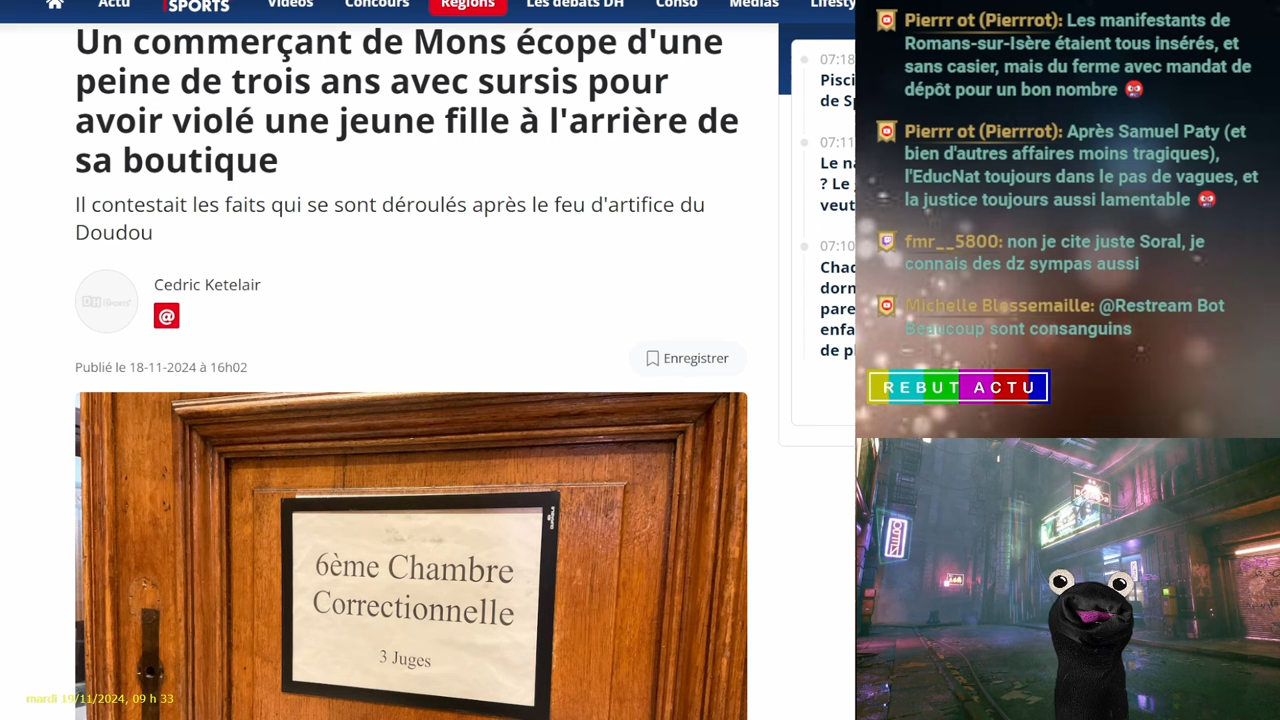 Actu
SPORTS
Vidéos
Concours
Régions
Les débats DH
Conso
Médias
Lifesty
Un commerçant de Mons écope d'une
peine de trois ans avec sursis pour
avoir violé une jeune fille à l'arrière de
sa boutique
Il contestait les faits qui se sont déroulés après le feu d'artifice du
Doudou
DH Sports+
Cedric Ketelair
@
Publié le 18-11-2024 à 16h02
Enregistrer
07:18
Pisci
de Sp
07:11
Le na
? Le
veut
07:10
Chac
dorn
pare
enfa
de pl
6ème Chambre
Correctionnelle
3 Juges
mardi 19/11/2024, 09 h 33
Pierrr ot (Pierrrot): Les manifestants de
Romans-sur-Isère étaient tous insérés, et
sans casier, mais du ferme avec mandat de
dépôt pour un bon nombre
Pierrr ot (Pierrrot): Après Samuel Paty (et
bien d'autres affaires moins tragiques),
l'EducNat toujours dans le pas de vagues, et
la justice toujours aussi lamentable
fmr__5800: non je cite juste Soral, je
connais des dz sympas aussi
Michelle Blessemaille: @Restream Bot
Beaucoup sont consanguins
REBUT ACTU